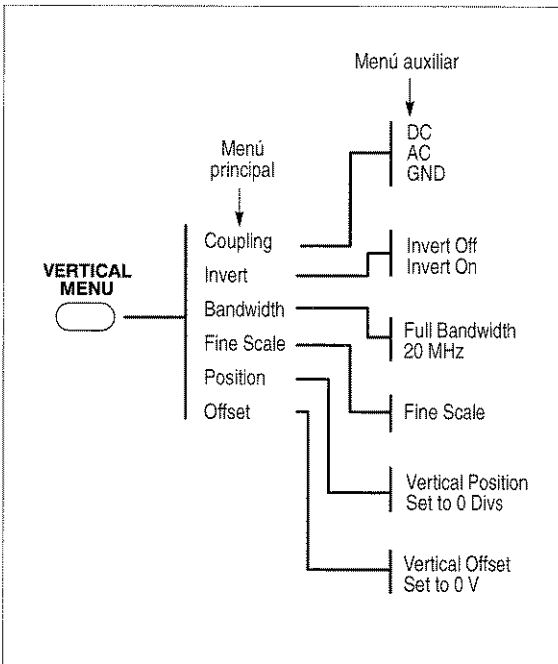 Menú auxiliar
DC
AC
GND
Menú
principal
Coupling
Invert
Bandwidth
Fine Scale
Position
Offset
VERTICAL
MENU
Invert Off
Invert On
Full Bandwidth
20 MHz
Fine Scale
Vertical Position
Set to 0 Divs
Vertical Offset
Set to 0 V